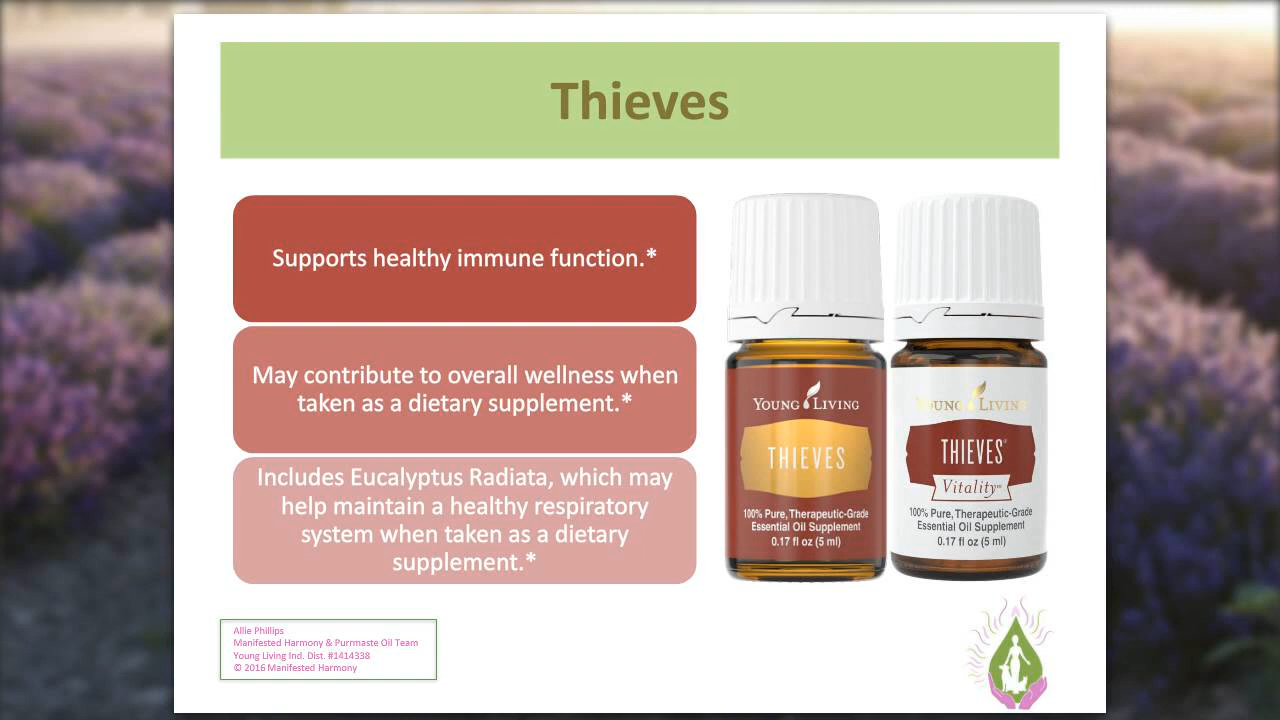 Thieves
Supports healthy immune function.*
May contribute to overall wellness when
taken as a dietary supplement.*
Includes Eucalyptus Radiata, which may
help maintain a healthy respiratory
system when taken as a dietary
supplement.*
YOUNG LIVING
THIEVES
100% Pure, Therapeutic-Grade
Essential Oil Supplement
0.17 fl oz (5 ml)
YOUNG LIVING
THIEVES®
Vitality™
100% Pure, Therapeutic-Grade
Essential Oil Supplement
0.17 fl oz (5 ml)
Allie Phillips
Manifested Harmony & Purrmaste Oil Team
Young Living Ind. Dist. #1414338
© 2016 Manifested Harmony